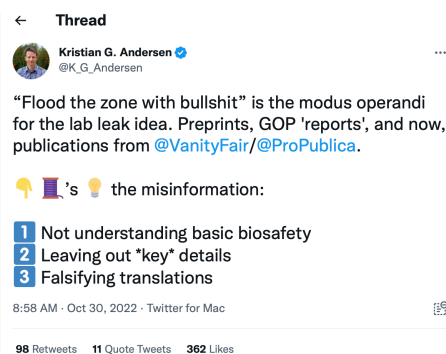 Thread
Kristian G. Andersen
@K_G_Andersen
“Flood the zone with bullshit” is the modus operandi
for the lab leak idea. Preprints, GOP 'reports', and now,
publications from @VanityFair/@ProPublica.
👇 🧵's 💡 the misinformation:
1️⃣ Not understanding basic biosafety
2️⃣ Leaving out *key* details
3️⃣ Falsifying translations
8:58 AM · Oct 30, 2022 · Twitter for Mac
98 Retweets 11 Quote Tweets 362 Likes